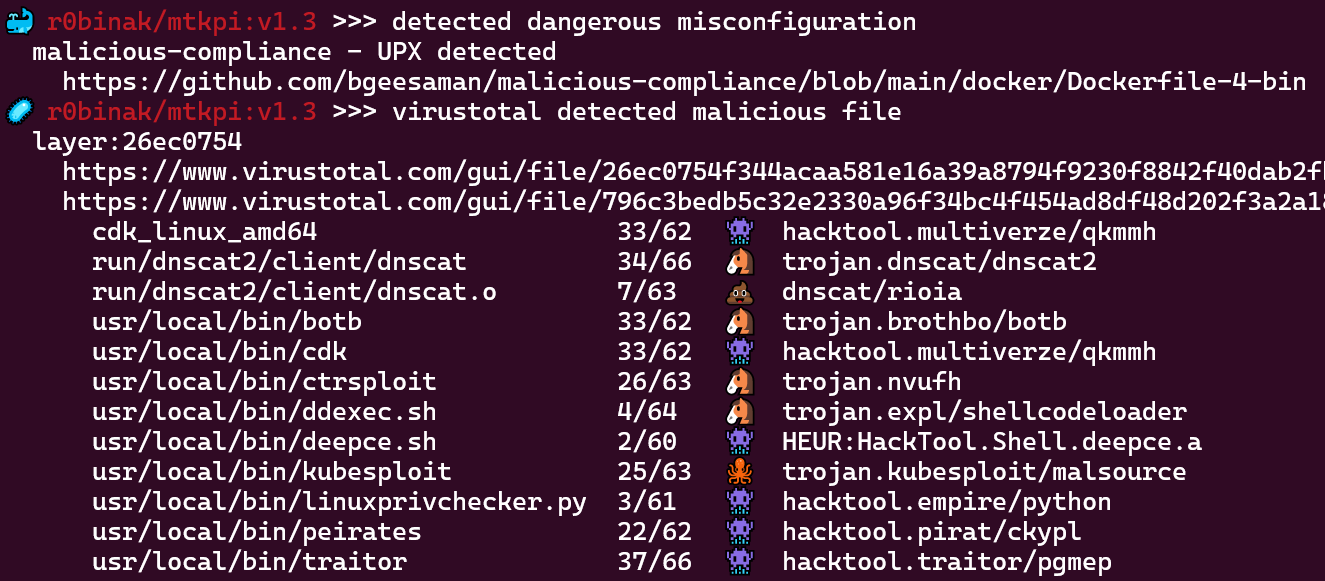 r0binak/mtkpi:v1.3 >>> detected dangerous misconfiguration
malicious-compliance - UPX detected
https://github.com/bgeesaman/malicious-compliance/blob/main/docker/Dockerfile-4-bin
r0binak/mtkpi:v1.3 >>> virustotal detected malicious file
layer:26ec0754
https://www.virustotal.com/gui/file/26ec0754f344acaa581e16a39a8794f9230f8842f40dab2f
https://www.virustotal.com/gui/file/796c3bedb5c32e2330a96f34bc4f454ad8df48d202f3a2a18
cdk_linux_amd64 33/62 hacktool.multiverze/qkmmh
run/dnscat2/client/dnscat 34/66 trojan.dnscat/dnscat2
run/dnscat2/client/dnscat.o 7/63 dnscat/rioia
usr/local/bin/botb 33/62 trojan.brothbo/botb
usr/local/bin/cdk 33/62 hacktool.multiverze/qkmmh
usr/local/bin/ctrsploit 26/63 trojan.nvufh
usr/local/bin/ddexec.sh 4/64 trojan.expl/shellcodeloader
usr/local/bin/deepce.sh 2/60 HEUR:HackTool.Shell.deepce.a
usr/local/bin/kubesploit 25/63 trojan.kubesploit/malsource
usr/local/bin/linuxprivchecker.py 3/61 hacktool.empire/python
usr/local/bin/peirates 22/62 hacktool.pirat/ckypl
usr/local/bin/traitor 37/66 hacktool.traitor/pgmep